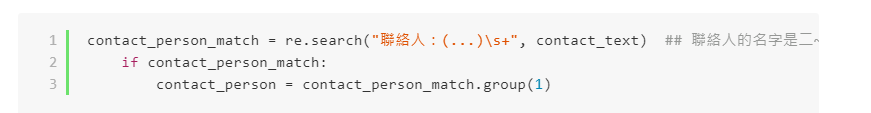 1 contact_person_match = re.search("聯絡人：(...)\s+", contact_text)  ## 聯絡人的名字是二~
2     if contact_person_match:
3         contact_person = contact_person_match.group(1)